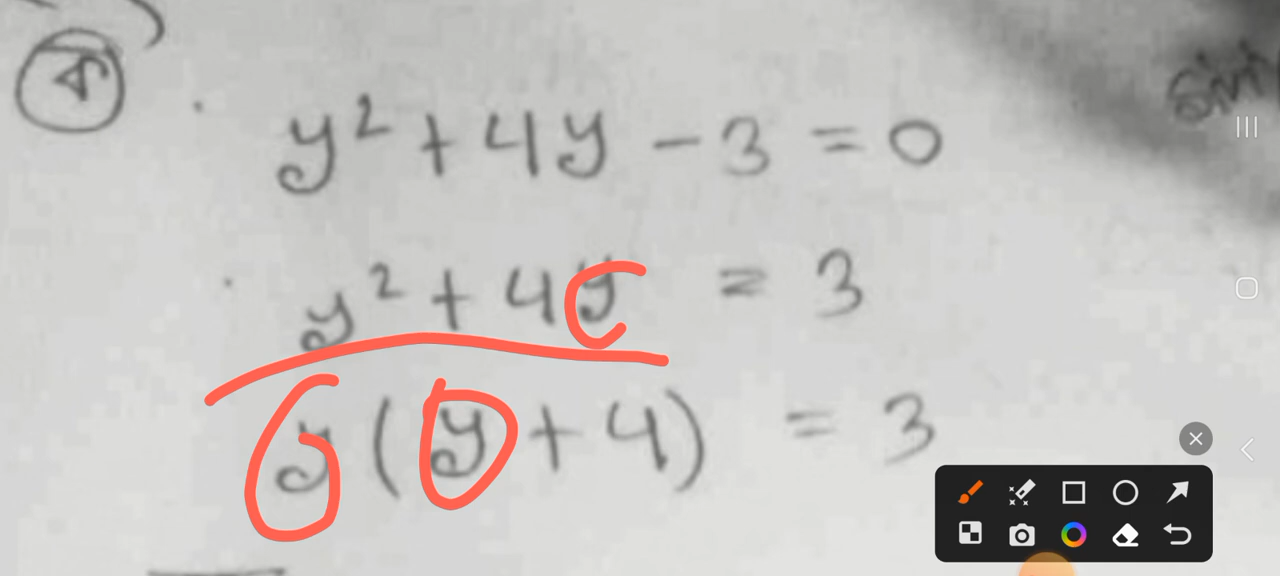 y² + 4y - 3 = 0
y² + 4y = 3
y (y + 4) = 3